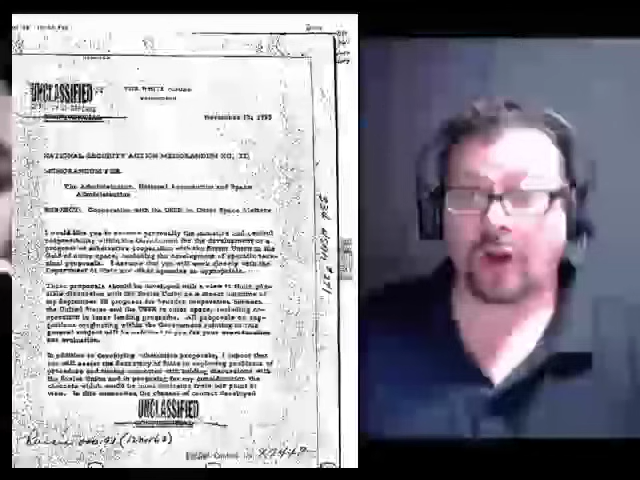 UNCLASSIFIED
THE WHITE HOUSE
WASHINGTON
November 12, 1963
NATIONAL SECURITY ACTION MEMORANDUM NO. 271
MEMORANDUM FOR
The Administrator, National Aeronautics and Space
Administration
SUBJECT: Cooperation with the USSR on Outer Space Matters
I would like you to assume personally the initiative and central
responsibility within the Government for the development of a
program of substantive cooperation with the Soviet Union in the
field of outer space, including the development of specific
proposals. I assume that you will work closely with the
Department of State and other agencies as appropriate.
These proposals should be developed with a view to their
possible discussion with the Soviet Union as a direct outcome of
my September 20 proposal for broader cooperation between
the United States and the USSR in outer space, including
cooperation in lunar landing programs. All proposals or
originating within the Government relating to this
general subject will be referred to you for your consideration
and evaluation.
In addition to developing substantive proposals, I expect that
you will assist the Secretary of State in exploring problems of
procedure and timing connected with holding discussions with
the Soviet Union and in proposing for my consideration the
channels which would be most desirable from our point of
view. In this connection the channel of contact developed
UNCLASSIFIED